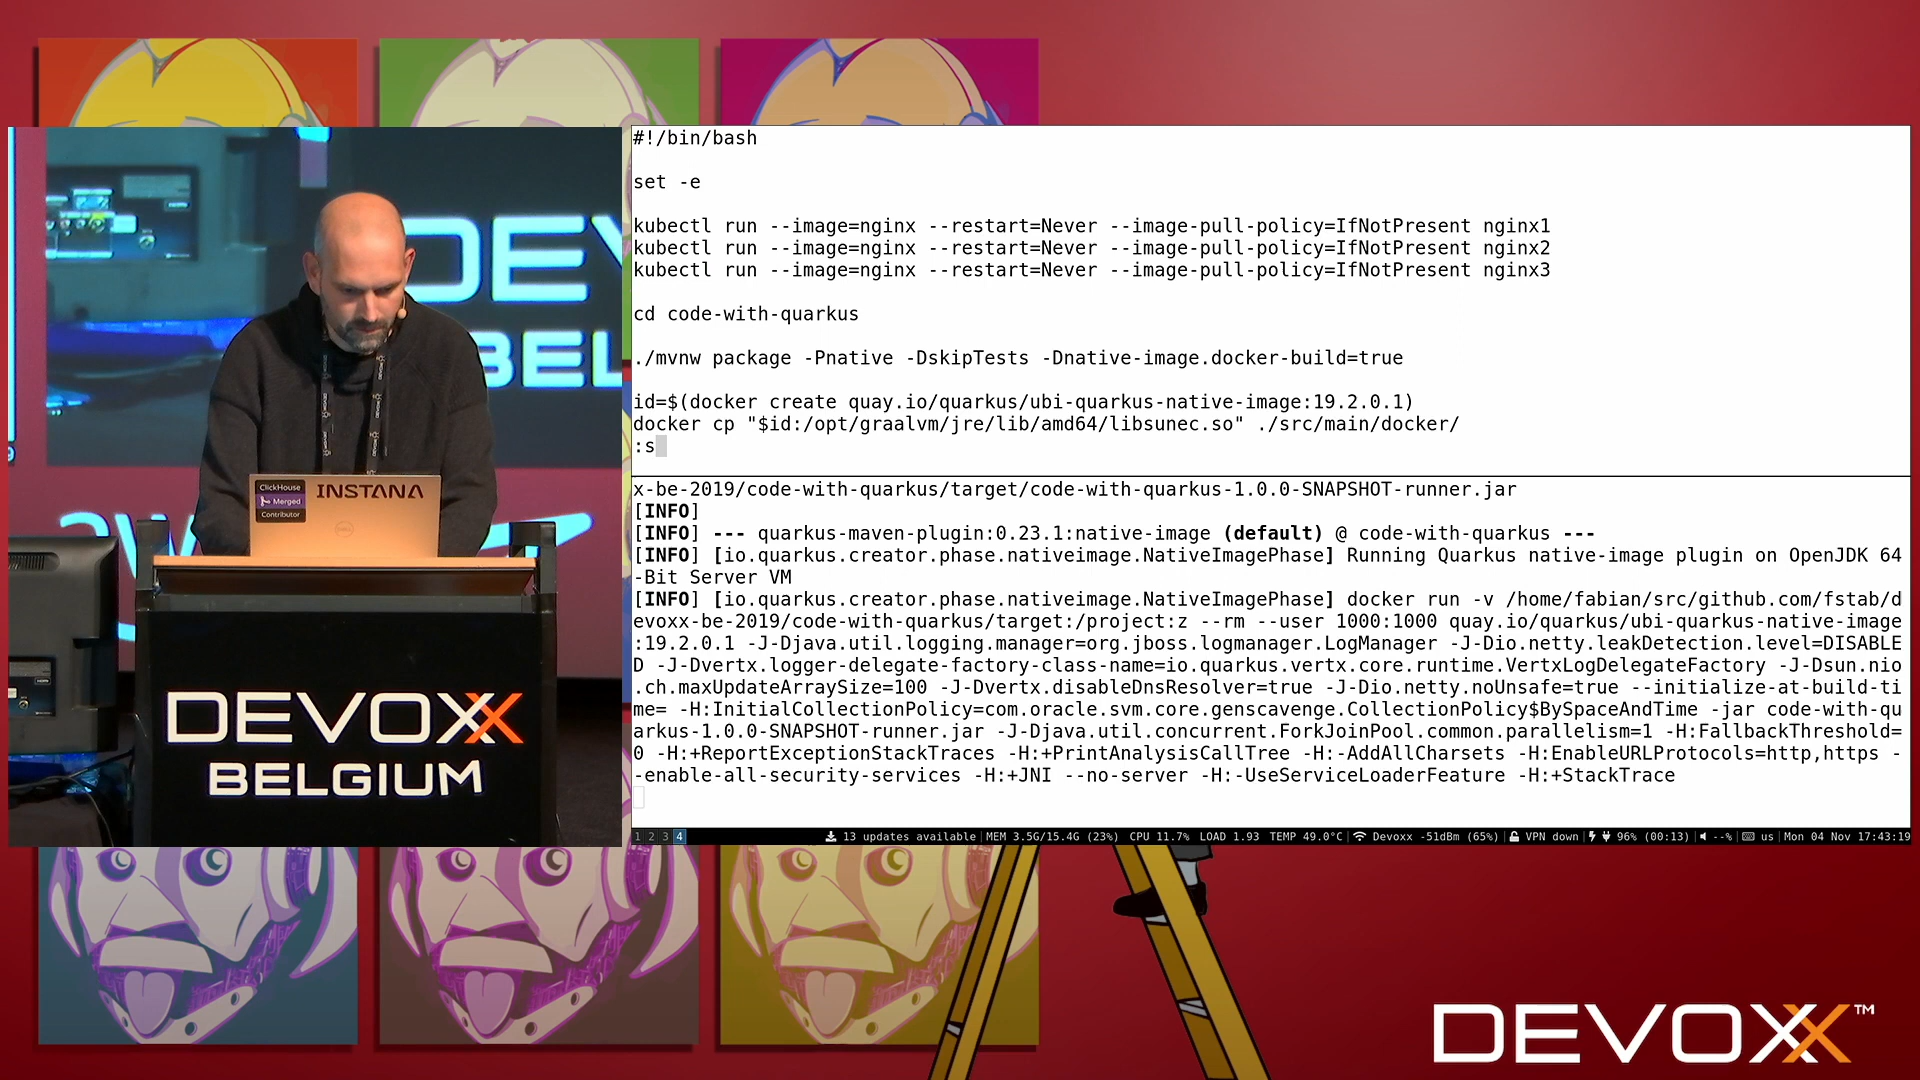 #!/bin/bash
set -e
kubectl run --image=nginx --restart=Never --image-pull-policy=IfNotPresent nginx1
kubectl run --image=nginx --restart=Never --image-pull-policy=IfNotPresent nginx2
kubectl run --image=nginx --restart=Never --image-pull-policy=IfNotPresent nginx3
cd code-with-quarkus
./mvnw package -Pnative -DskipTests -Dnative-image.docker-build=true
id=$(docker create quay.io/quarkus/ubi-quarkus-native-image:19.2.0.1)
docker cp "$id:/opt/graalvm/jre/lib/amd64/libsunec.so" ./src/main/docker/
:s
x-be-2019/code-with-quarkus/target/code-with-quarkus-1.0.0-SNAPSHOT-runner.jar
[INFO]
[INFO] --- quarkus-maven-plugin:0.23.1:native-image (default) @ code-with-quarkus ---
[INFO] [io.quarkus.creator.phase.nativeimage.NativeImagePhase] Running Quarkus native-image plugin on OpenJDK 64
-Bit Server VM
[INFO] [io.quarkus.creator.phase.nativeimage.NativeImagePhase] docker run -v /home/fabian/src/github.com/fstab/d
evoxx-be-2019/code-with-quarkus/target:/project:z --rm --user 1000:1000 quay.io/quarkus/ubi-quarkus-native-image
:19.2.0.1 -J-Djava.util.logging.manager=org.jboss.logmanager.LogManager -J-Dio.netty.leakDetection.level=DISABLE
D -J-Dvertx.logger-delegate-factory-class-name=io.quarkus.vertx.core.runtime.VertxLogDelegateFactory -J-Dsun.nio
.ch.maxUpdateArraySize=100 -J-Dvertx.disableDnsResolver=true -J-Dio.netty.noUnsafe=true --initialize-at-build-ti
me= -H:InitialCollectionPolicy=com.oracle.svm.core.genscavenge.CollectionPolicy$BySpaceAndTime -jar code-with-qu
arkus-1.0.0-SNAPSHOT-runner.jar -J-Djava.util.concurrent.ForkJoinPool.common.parallelism=1 -H:FallbackThreshold=
0 -H:+ReportExceptionStackTraces -H:+PrintAnalysisCallTree -H:-AddAllCharsets -H:EnableURLProtocols=http,https -
-enable-all-security-services -H:+JNI --no-server -H:-UseServiceLoaderFeature -H:+StackTrace
1 2 3 4 13 updates available | MEM 3.5G/15.4G (23%) CPU 11.7% LOAD 1.93 TEMP 49.0°C | Devoxx -51dBm (65%) | VPN down | 96% (00:13) | --% | us | Mon 04 Nov 17:43:19
DEV
BEL
ClickHouse
Merged
Contributor
INSTANA
DELL
aw
DEVOXX
BELGIUM
DEVOXX™